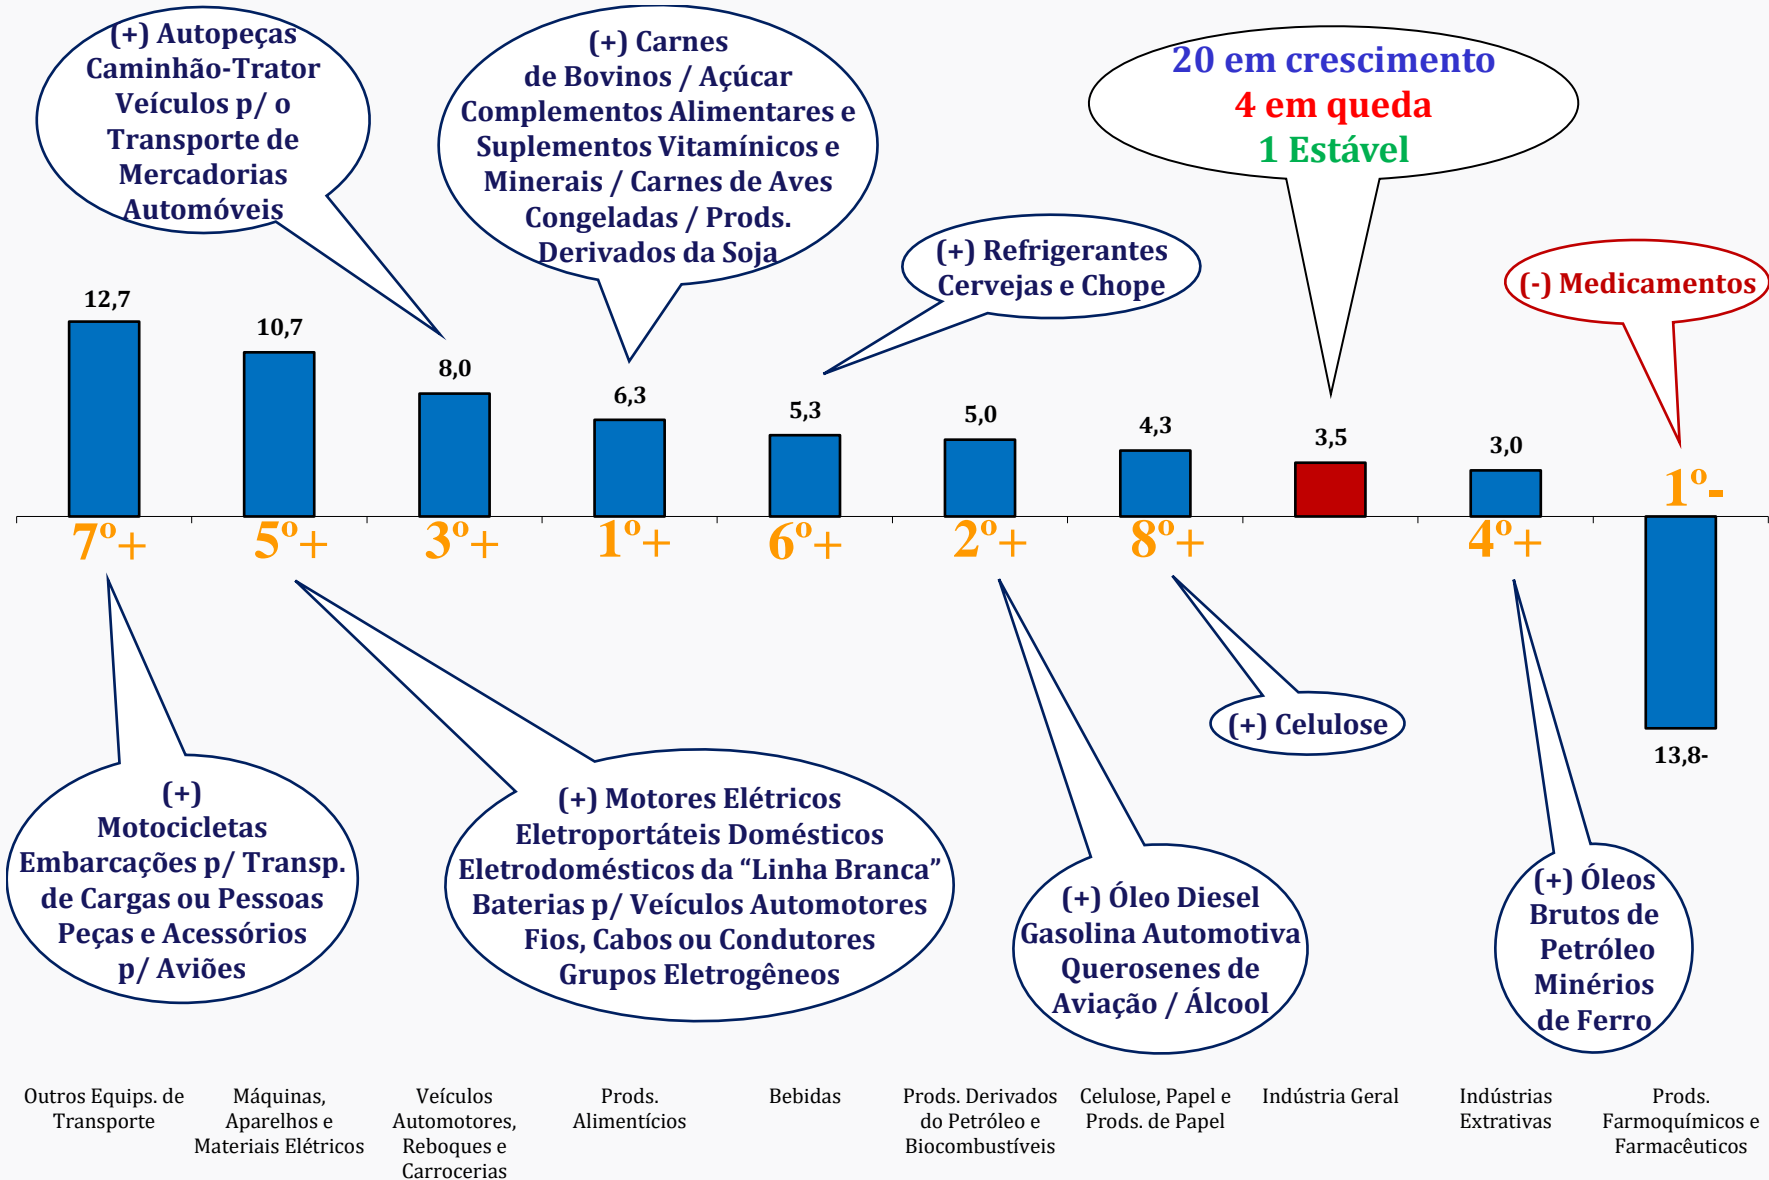 (+) Autopeças
Caminhão-Trator
Veículos p/ o
Transporte de
Mercadorias
Automóveis
(+) Carnes
de Bovinos / Açúcar
Complementos Alimentares e
Suplementos Vitamínicos e
Minerais / Carnes de Aves
Congeladas / Prods.
Derivados da Soja
20 em crescimento
4 em queda
1 Estável
(+) Refrigerantes
Cervejas e Chope
(-) Medicamentos
12,7
10,7
8,0
6,3
5,3
5,0
4,3
3,5
3,0
1º-
7º+
5º+
3º+
1º+
6º+
2º+
8º+
4º+
13,8-
(+)
Motocicletas
Embarcações p/ Transp.
de Cargas ou Pessoas
Peças e Acessórios
p/ Aviões
(+) Motores Elétricos
Eletroportáteis Domésticos
Eletrodomésticos da “Linha Branca”
Baterias p/ Veículos Automotores
Fios, Cabos ou Condutores
Grupos Eletrogêneos
(+) Óleo Diesel
Gasolina Automotiva
Querosenes de
Aviação / Álcool
(+) Celulose
(+) Óleos
Brutos de
Petróleo
Minérios
de Ferro
Outros Equips. de
Transporte
Máquinas,
Aparelhos e
Materiais Elétricos
Veículos
Automotores,
Reboques e
Carrocerias
Prods.
Alimentícios
Bebidas
Prods. Derivados
do Petróleo e
Biocombustíveis
Celulose, Papel e
Prods. de Papel
Indústria Geral
Indústrias
Extrativas
Prods.
Farmoquímicos e
Farmacêuticos